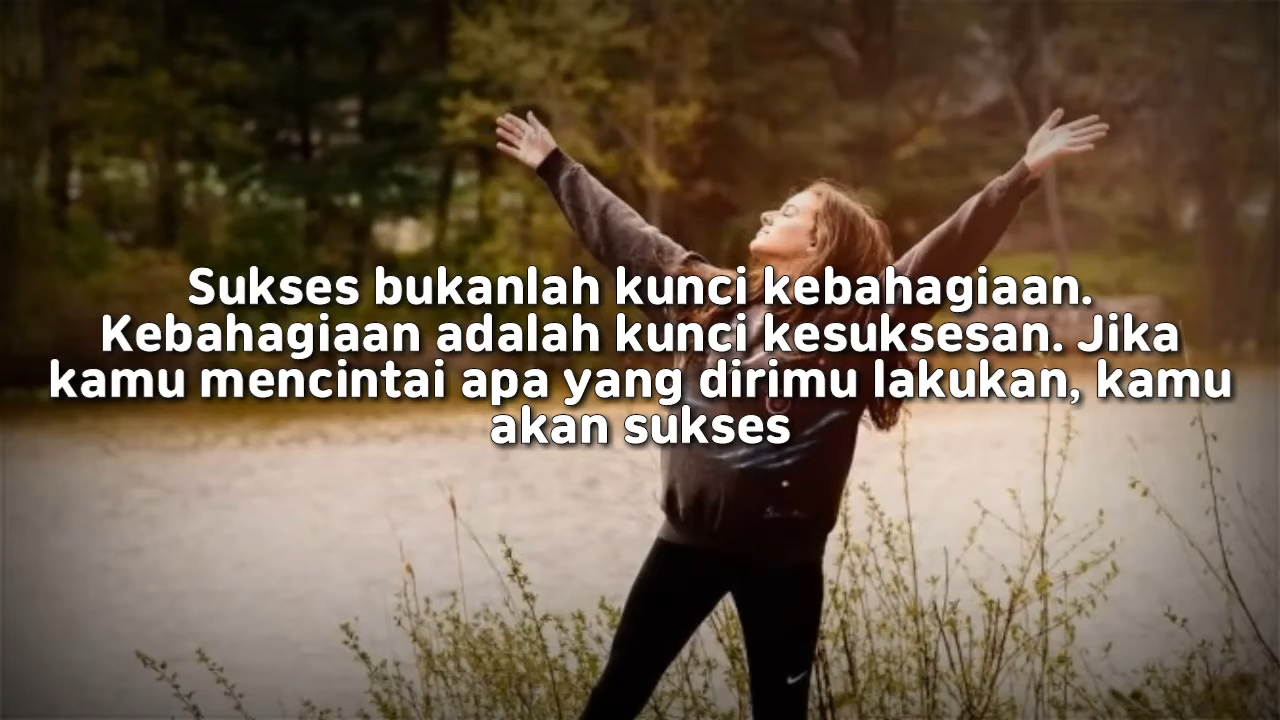 Sukses bukanlah kunci kebahagiaan.
Kebahagiaan adalah kunci kesuksesan. Jika
kamu mencintai apa yang dirimu lakukan, kamu
akan sukses